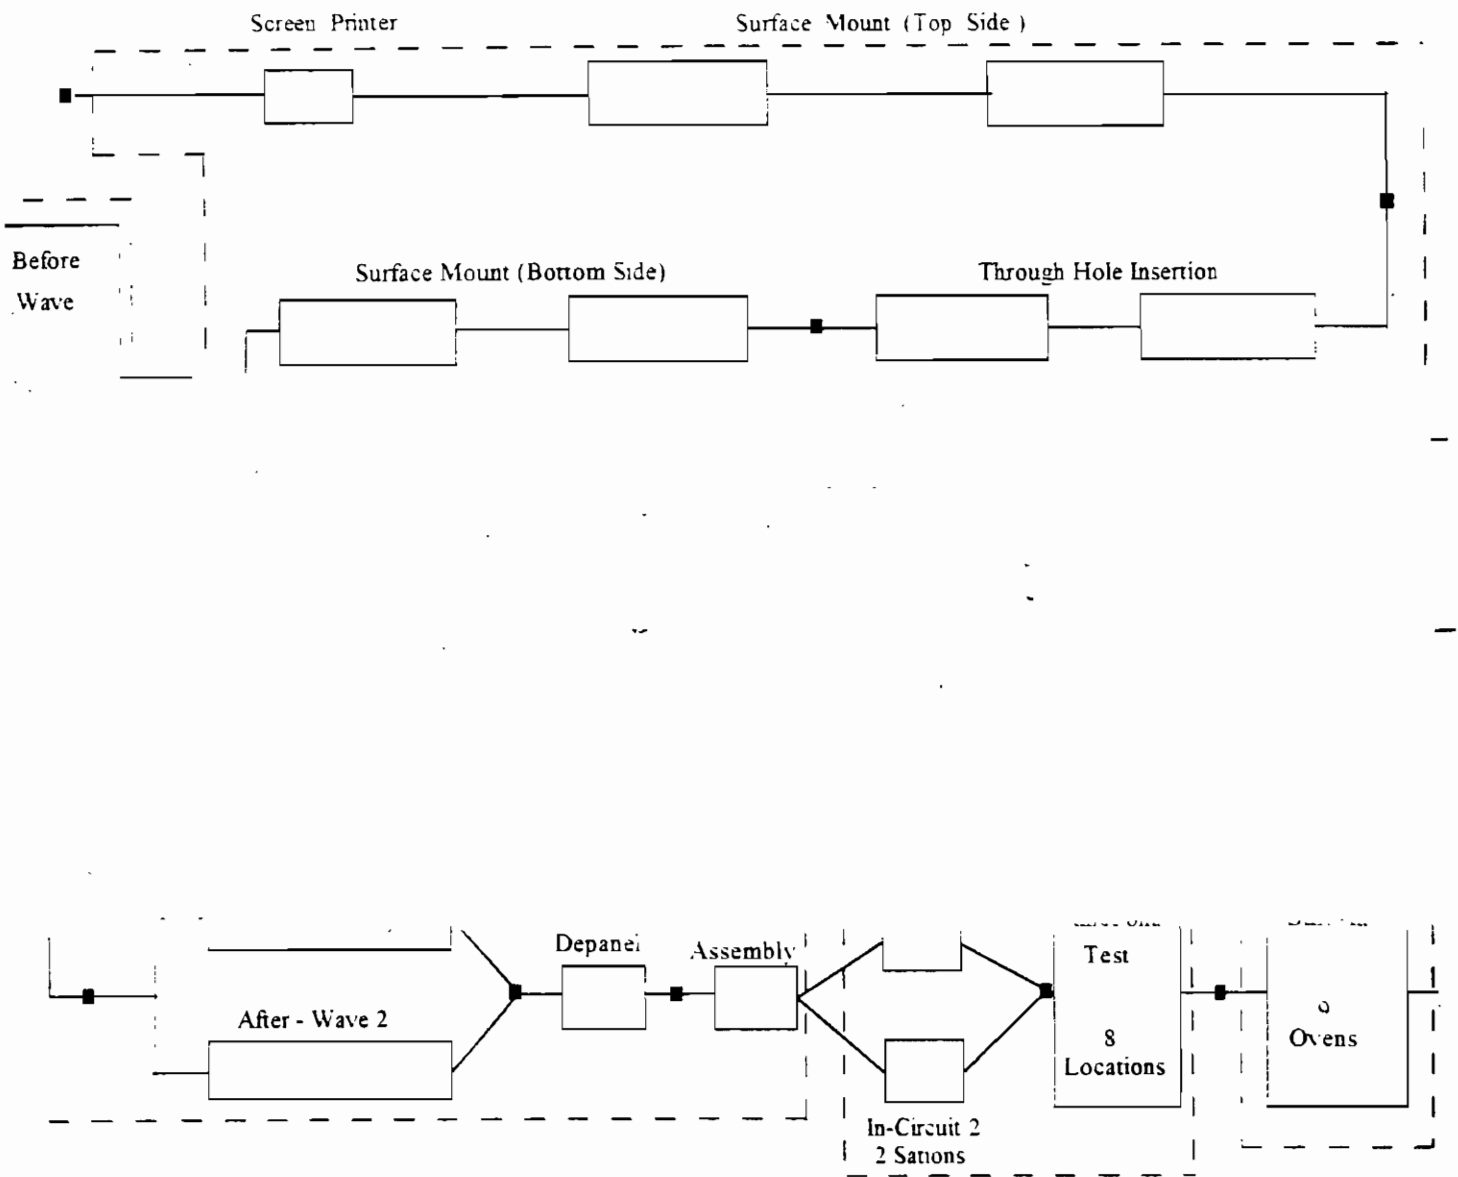 Screen Printer
Surface Mount (Top Side)
Before
Wave
Surface Mount (Bottom Side)
Through Hole Insertion
Depanel
Assembly
Test
After - Wave 2
8
Locations
9
Ovens
In-Circuit 2
2 Sations